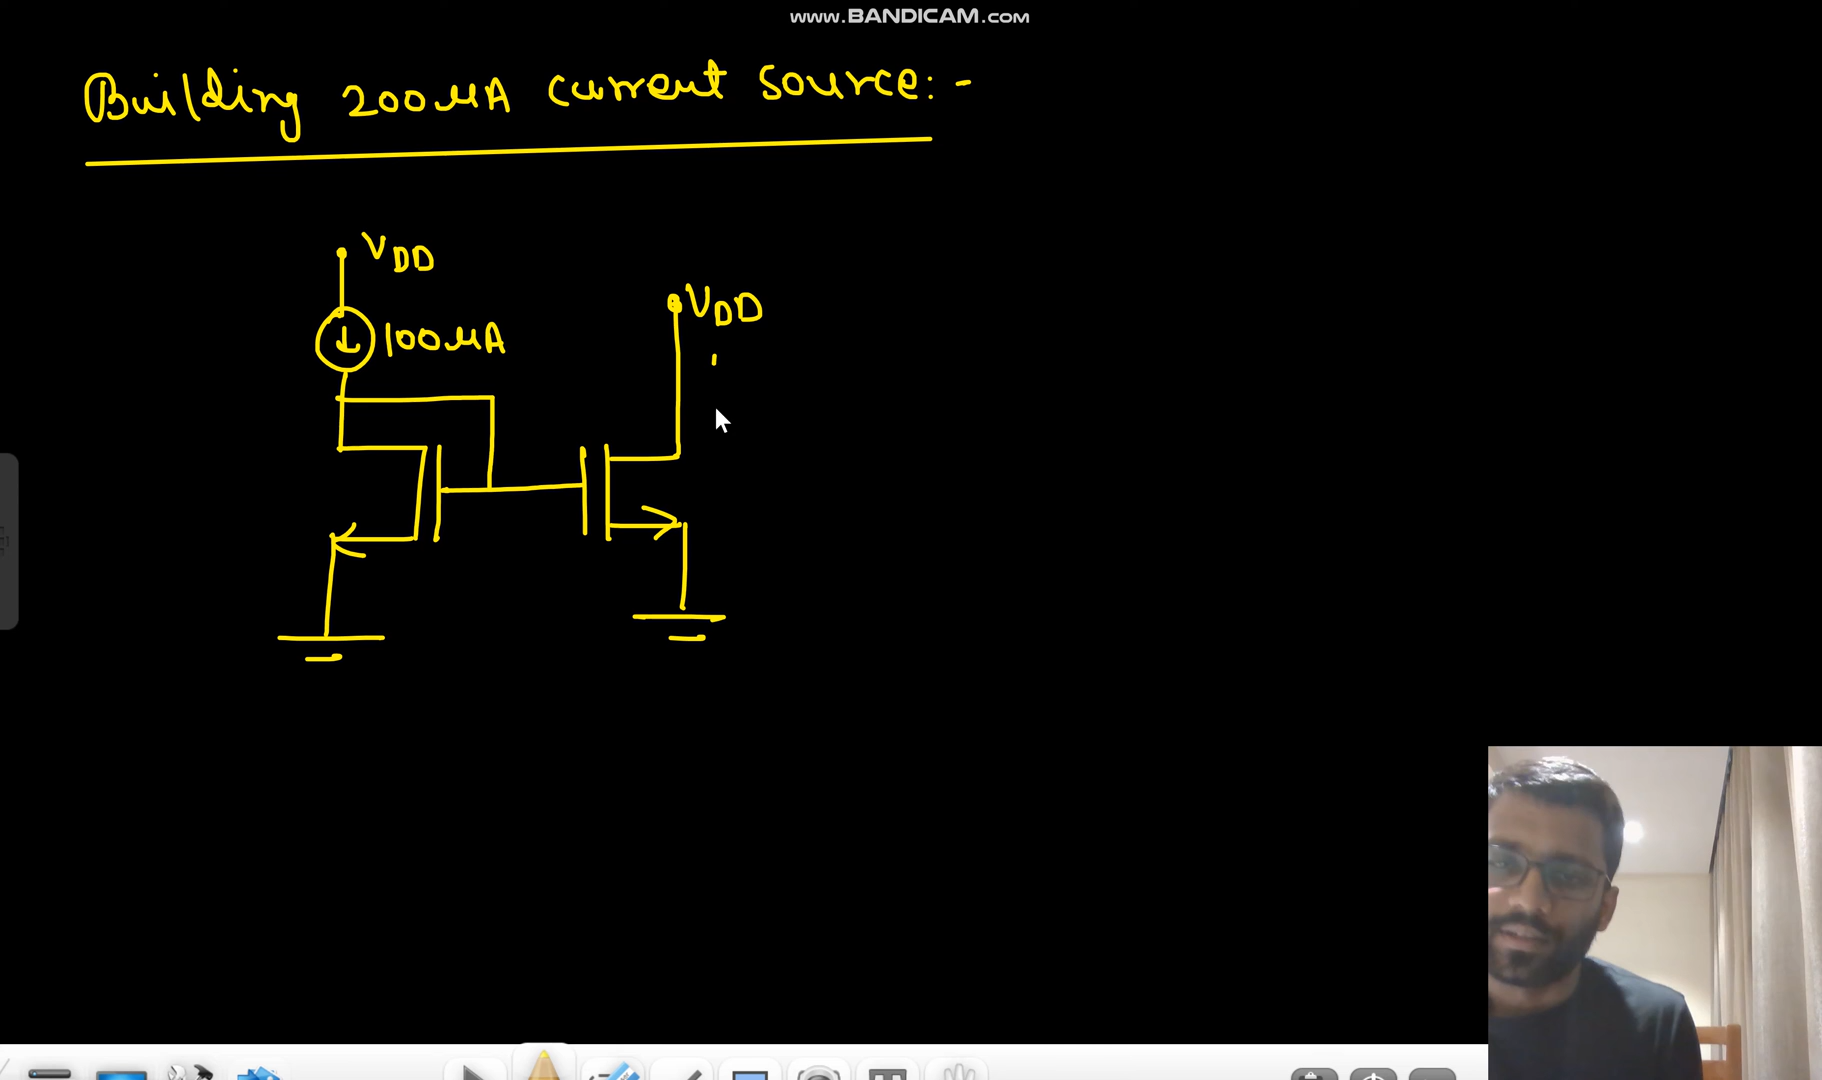 www.BANDICAM.com
Building 200μA current source:-
VDD
VDD
100μA